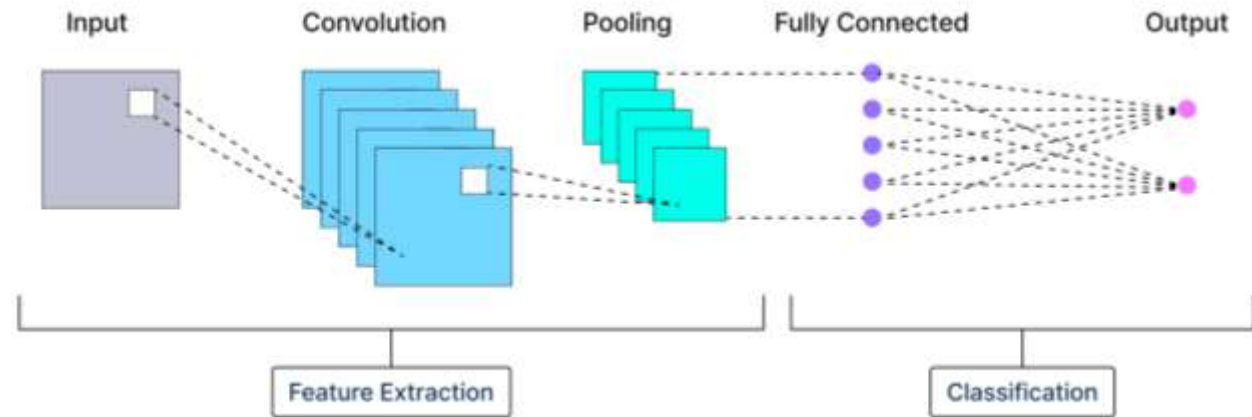 Input
Convolution
Pooling
Fully Connected
Output
Feature Extraction
Classification